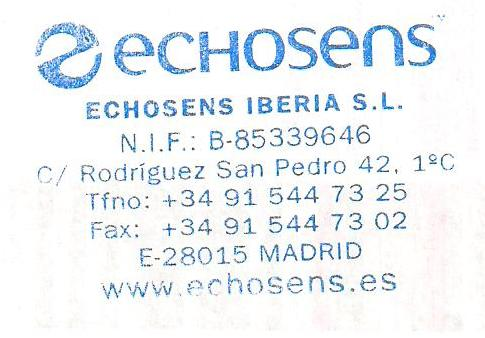 echosens™
ECHOSENS IBERIA S.L.
N.I.F.: B-85339646
C/ Rodríguez San Pedro 42, 1ºC
Tfno: +34 91 544 73 25
Fax: +34 91 544 73 02
E-28015 MADRID
www.echosens.es